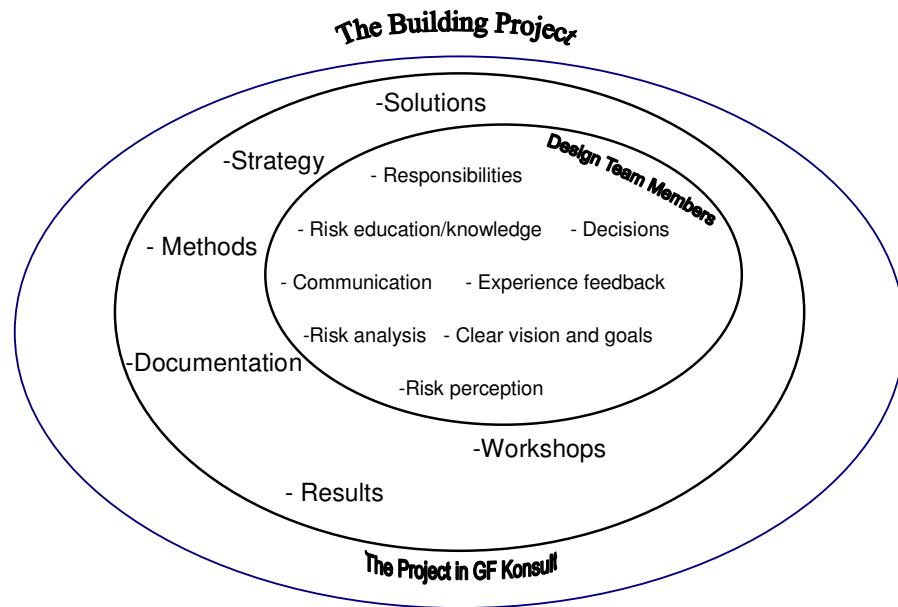 The Building Project
-Solutions
Design Team Members
-Strategy
- Responsibilities
- Risk education/knowledge - Decisions
- Methods
- Communication - Experience feedback
-Risk analysis - Clear vision and goals
-Documentation
-Risk perception
-Workshops
- Results
The Project in GF Konsult